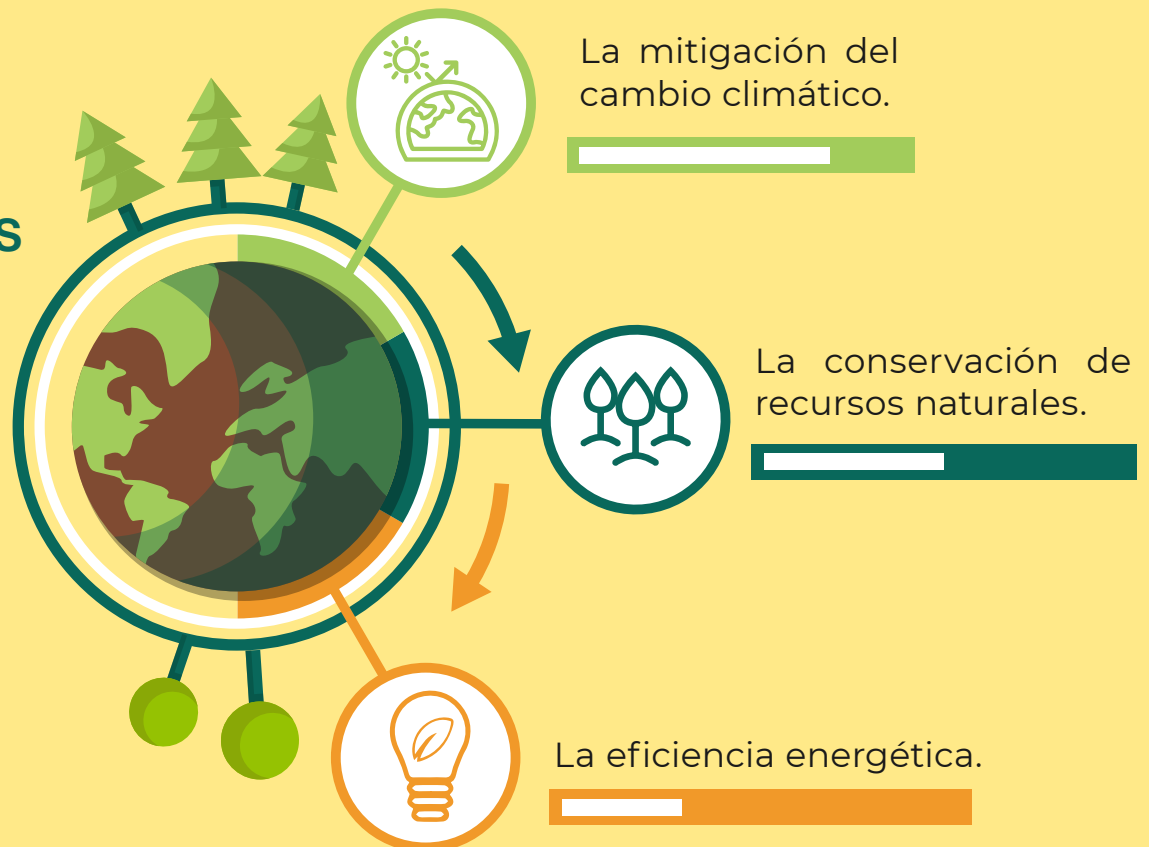 La mitigación del
cambio climático.
S
La conservación de
recursos naturales.
La eficiencia energética.